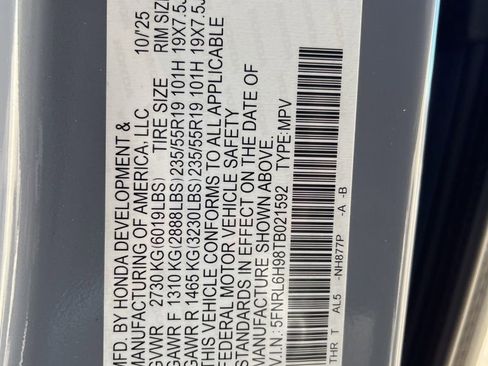 MFD. BY HONDA DEVELOPMENT & 10/25
MANUFACTURING OF AMERICA, LLC
GVWR 2730 KG(6019LBS) TIRE SIZE RIM SIZE
GAWR F 1310 KG(2888LBS)235/55R19 101H 19X7.5J
GAWR R 1465 KG(3230LBS)235/55R19 101H 19X7.5J
THIS VEHICLE CONFORMS TO ALL APPLICABLE
FEDERAL MOTOR VEHICLE SAFETY
STANDARDS IN EFFECT ON THE DATE OF
MANUFACTURE SHOWN ABOVE.
V.I.N.: 5FNRL6H98TB021592 TYPE:MPV
THR T AL5 -NH877P -A -B